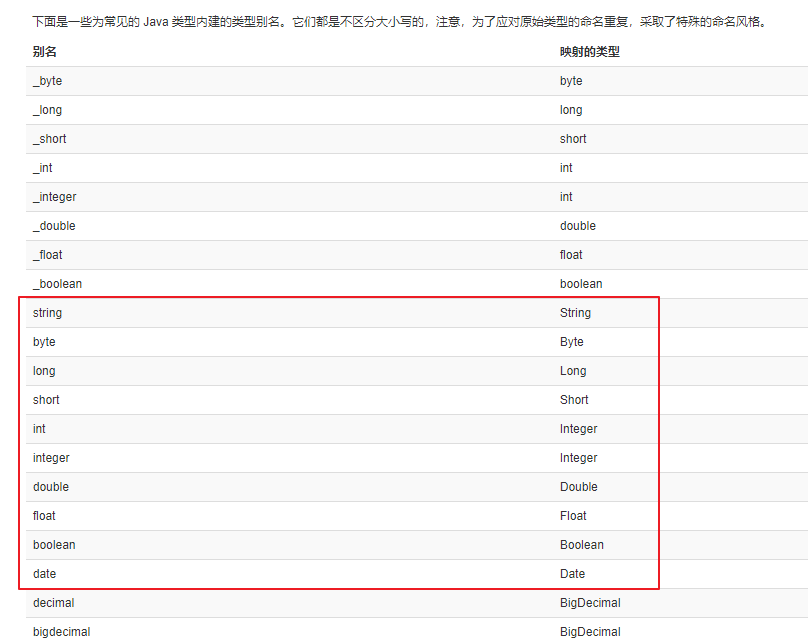 下面是一些为常见的 Java 类型内建的类型别名。它们都是不区分大小写的，注意，为了应对原始类型的命名重复，采取了特殊的命名风格。
别名 映射的类型
_byte byte
_long long
_short short
_int int
_integer int
_double double
_float float
_boolean boolean
string String
byte Byte
long Long
short Short
int Integer
integer Integer
double Double
float Float
boolean Boolean
date Date
decimal BigDecimal
bigdecimal BigDecimal